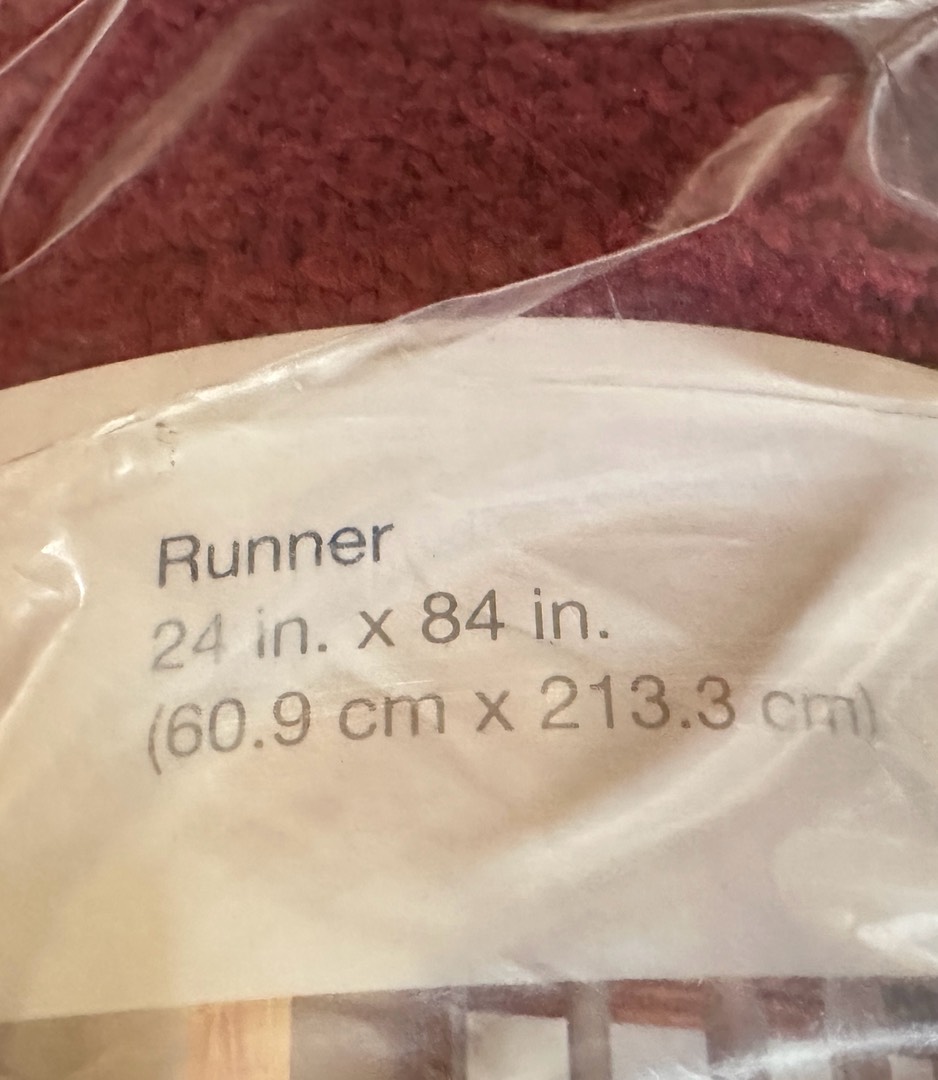 Runner
24 in. x 84 in.
(60.9 cm x 213.3 cm)